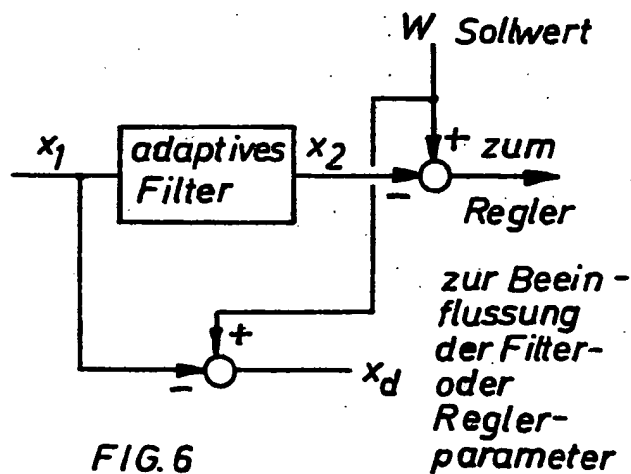 W Sollwert
x1 adaptives Filter x2
+ zum
-
Regler
+
-
xd
zur Beein-
flussung
der Filter-
oder
Regler-
parameter
FIG. 6